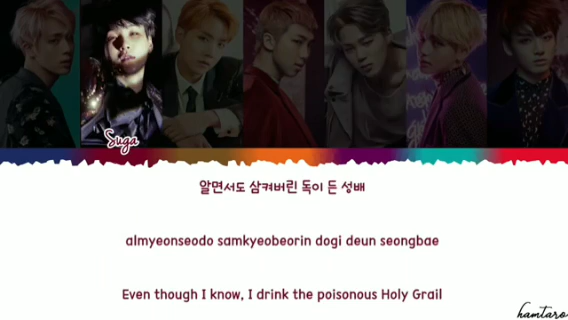 Suga
알면서도 삼켜버린 독이 든 성배
almyeonseodo samkyeobeorin dogi deun seongbae
Even though I know, I drink the poisonous Holy Grail
hamtaro